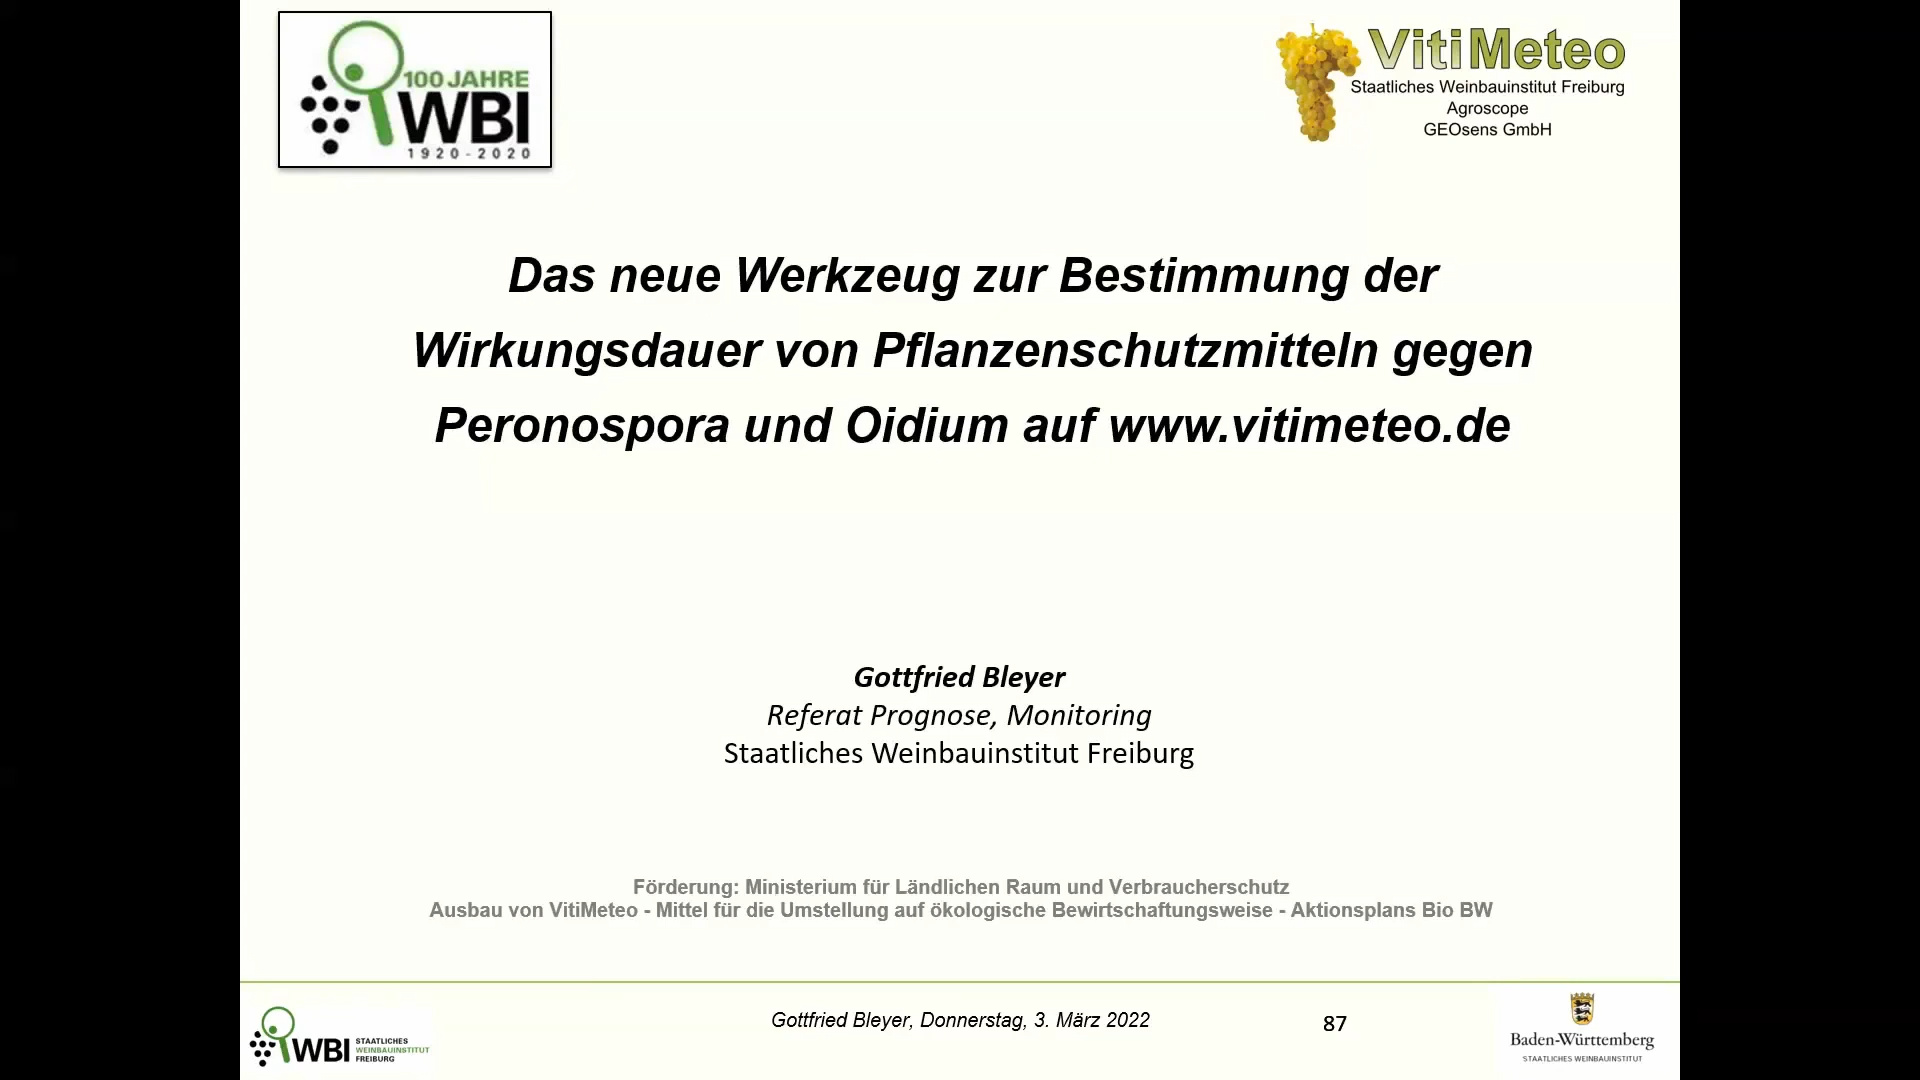 100 JAHRE
WBI
1920-2020
VitiMeteo
Staatliches Weinbauinstitut Freiburg
Agroscope
GEOsens GmbH
Das neue Werkzeug zur Bestimmung der
Wirkungsdauer von Pflanzenschutzmitteln gegen
Peronospora und Oidium auf www.vitimeteo.de
Gottfried Bleyer
Referat Prognose, Monitoring
Staatliches Weinbauinstitut Freiburg
Förderung: Ministerium für Ländlichen Raum und Verbraucherschutz
Ausbau von VitiMeteo - Mittel für die Umstellung auf ökologische Bewirtschaftungsweise - Aktionsplans Bio BW
WBI
STAATLICHES
WEINBAUINSTITUT
FREIBURG
Gottfried Bleyer, Donnerstag, 3. März 2022
87
Baden-Württemberg
STAATLICHES WEINBAUINSTITUT